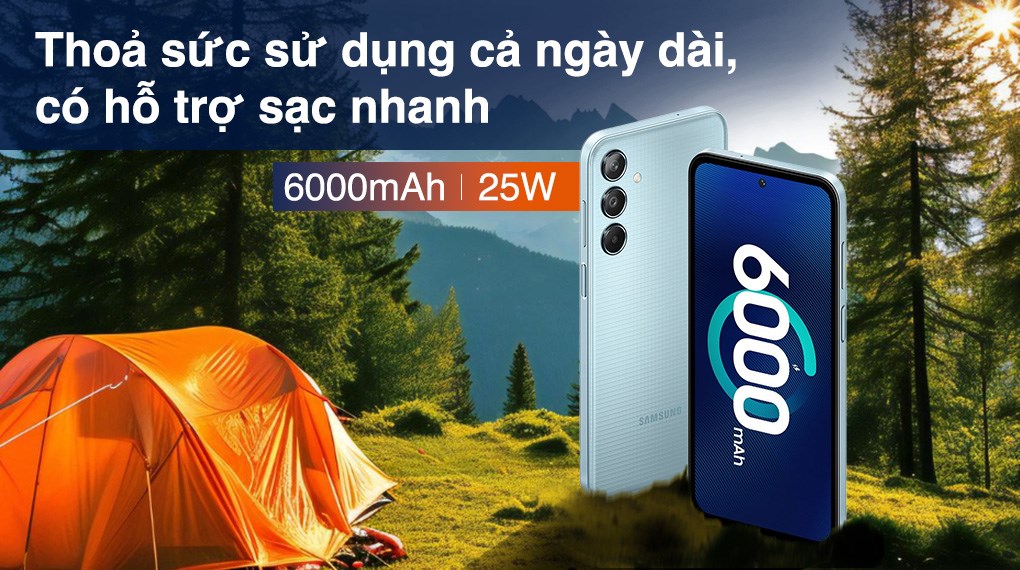 Thoả sức sử dụng cả ngày dài,
có hỗ trợ sạc nhanh
6000mAh | 25W
SAMSUNG
6000
mAh